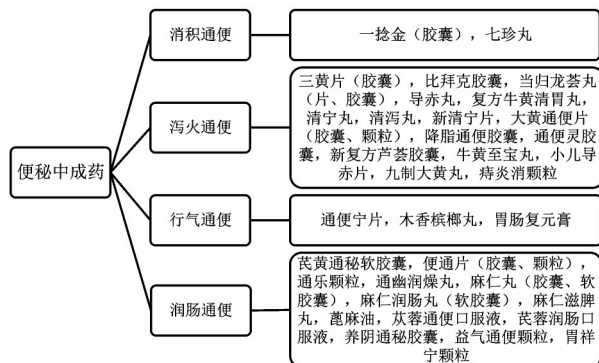 消积通便
一捻金（胶囊），七珍丸
便秘中成药
泻火通便
三黄片（胶囊），比拜克胶囊，当归龙荟丸
（片、胶囊），导赤丸，复方牛黄清胃丸，
清宁丸，清泻丸，新清宁片，大黄通便片
（胶囊、颗粒），降脂通便胶囊，通便灵胶
囊，新复方芦荟胶囊，牛黄至宝丸，小儿导
赤片，九制大黄丸，痔炎消颗粒
行气通便
通便宁片，木香槟榔丸，胃肠复元膏
润肠通便
芪黄通秘软胶囊，便通片（胶囊、颗粒），
通乐颗粒，通幽润燥丸，麻仁丸（胶囊、软
胶囊），麻仁润肠丸（软胶囊），麻仁滋脾
丸，蓖麻油，苁蓉通便口服液，芪蓉润肠口
服液，养阴通秘胶囊，益气通便颗粒，胃祥
宁颗粒